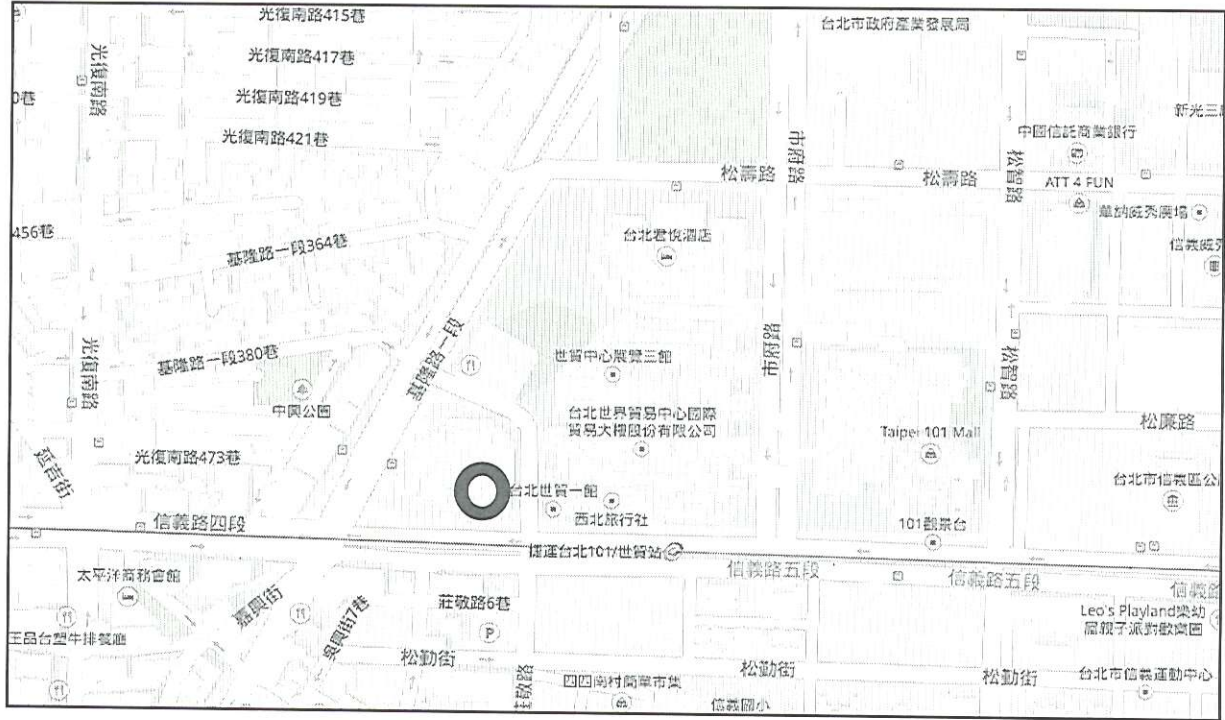 光復南路415巷
台北市政府產業發展局
光復南路
光復南路417巷
0巷
光復南路419巷
新光三
光復南路421巷
中國信託商業銀行
市府路
松壽路
松壽路
松智路
ATT 4 FUN
華納威秀廣場
456巷
基隆路一段364巷
台北君悅酒店
信義威秀
基隆路一段
市府路
光復南路
基隆路一段380巷
世貿中心展覽三館
松智路
中興公園
台北世界貿易中心國際
貿易大樓股份有限公司
松廉路
Taipei 101 Mall
光復南路473巷
延吉街
台北市信義區公
台北世貿一館
西北旅行社
信義路四段
101觀景台
捷運台北101/世貿站
信義路五段
信義路五段
信義路
太平洋商務會館
嘉興街
吳興街7巷
莊敬路6巷
P
Leo's Playland樂幼
屋親子派對歡樂園
王品台塑牛排餐廳
松勤街
松勤街
松勤街
台北市信義運動中心
莊敬路
四四南村簡單市集
信義國小